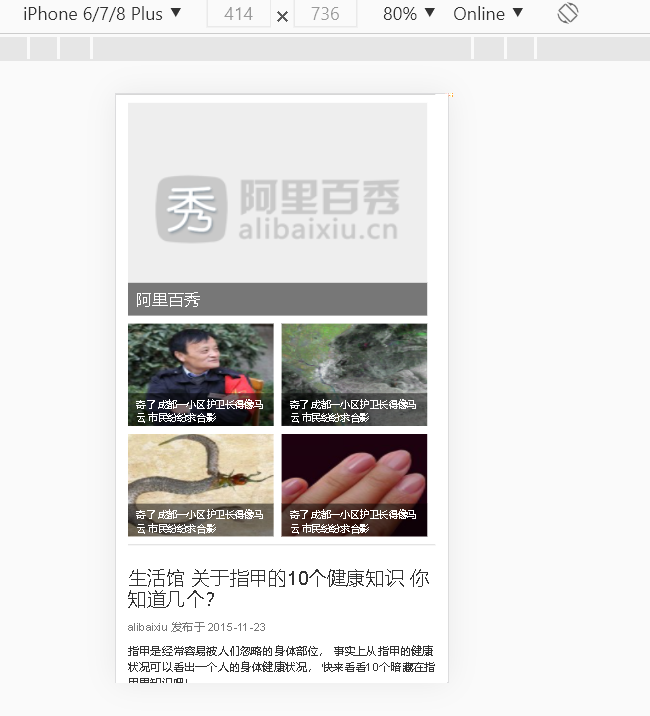 iPhone 6/7/8 Plus ▼ 414 × 736 80% ▼ Online ▼
秀 阿里百秀
alibaixiu.cn
阿里百秀
奇了 成都一小区护卫长得像马
云 市民纷纷求合影
奇了 成都一小区护卫长得像马
云 市民纷纷求合影
奇了 成都一小区护卫长得像马
云 市民纷纷求合影
奇了 成都一小区护卫长得像马
云 市民纷纷求合影
生活馆 关于指甲的10个健康知识 你
知道几个?
alibaixiu 发布于 2015-11-23
指甲是经常容易被人们忽略的身体部位, 事实上从指甲的健康
状况可以看出一个人的身体健康状况, 快来看看10个暗藏在指
甲里知识吧!